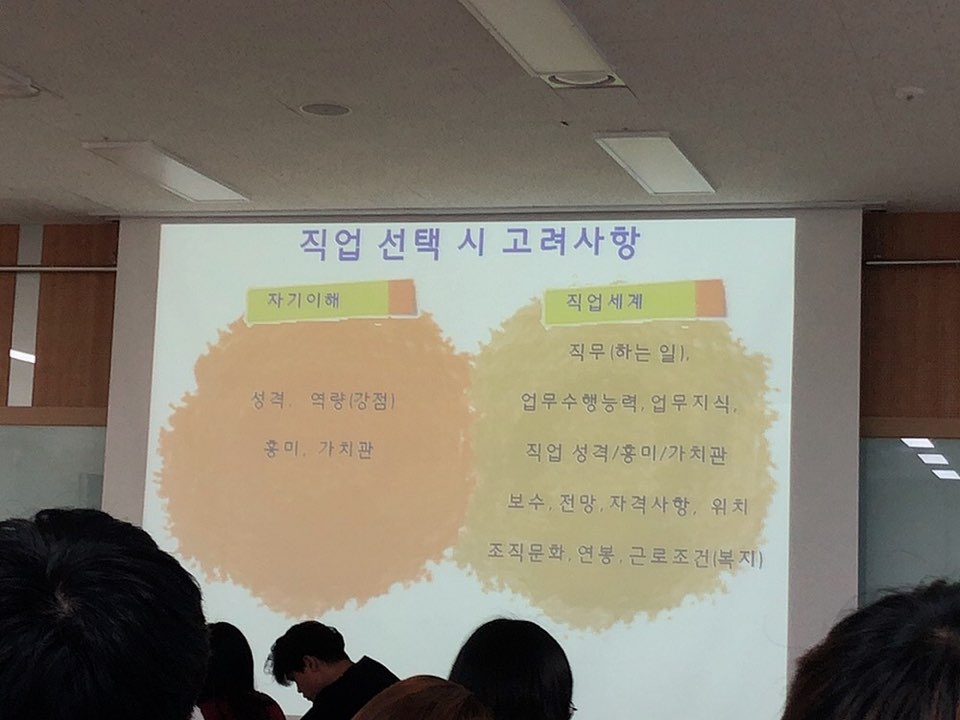 직업 선택 시 고려사항
자기이해
성격, 역량(강점)
흥미, 가치관
직업세계
직무(하는 일),
업무수행능력, 업무지식,
직업 성격/흥미/가치관
보수, 전망, 자격사항, 위치
조직문화, 연봉, 근로조건(복지)